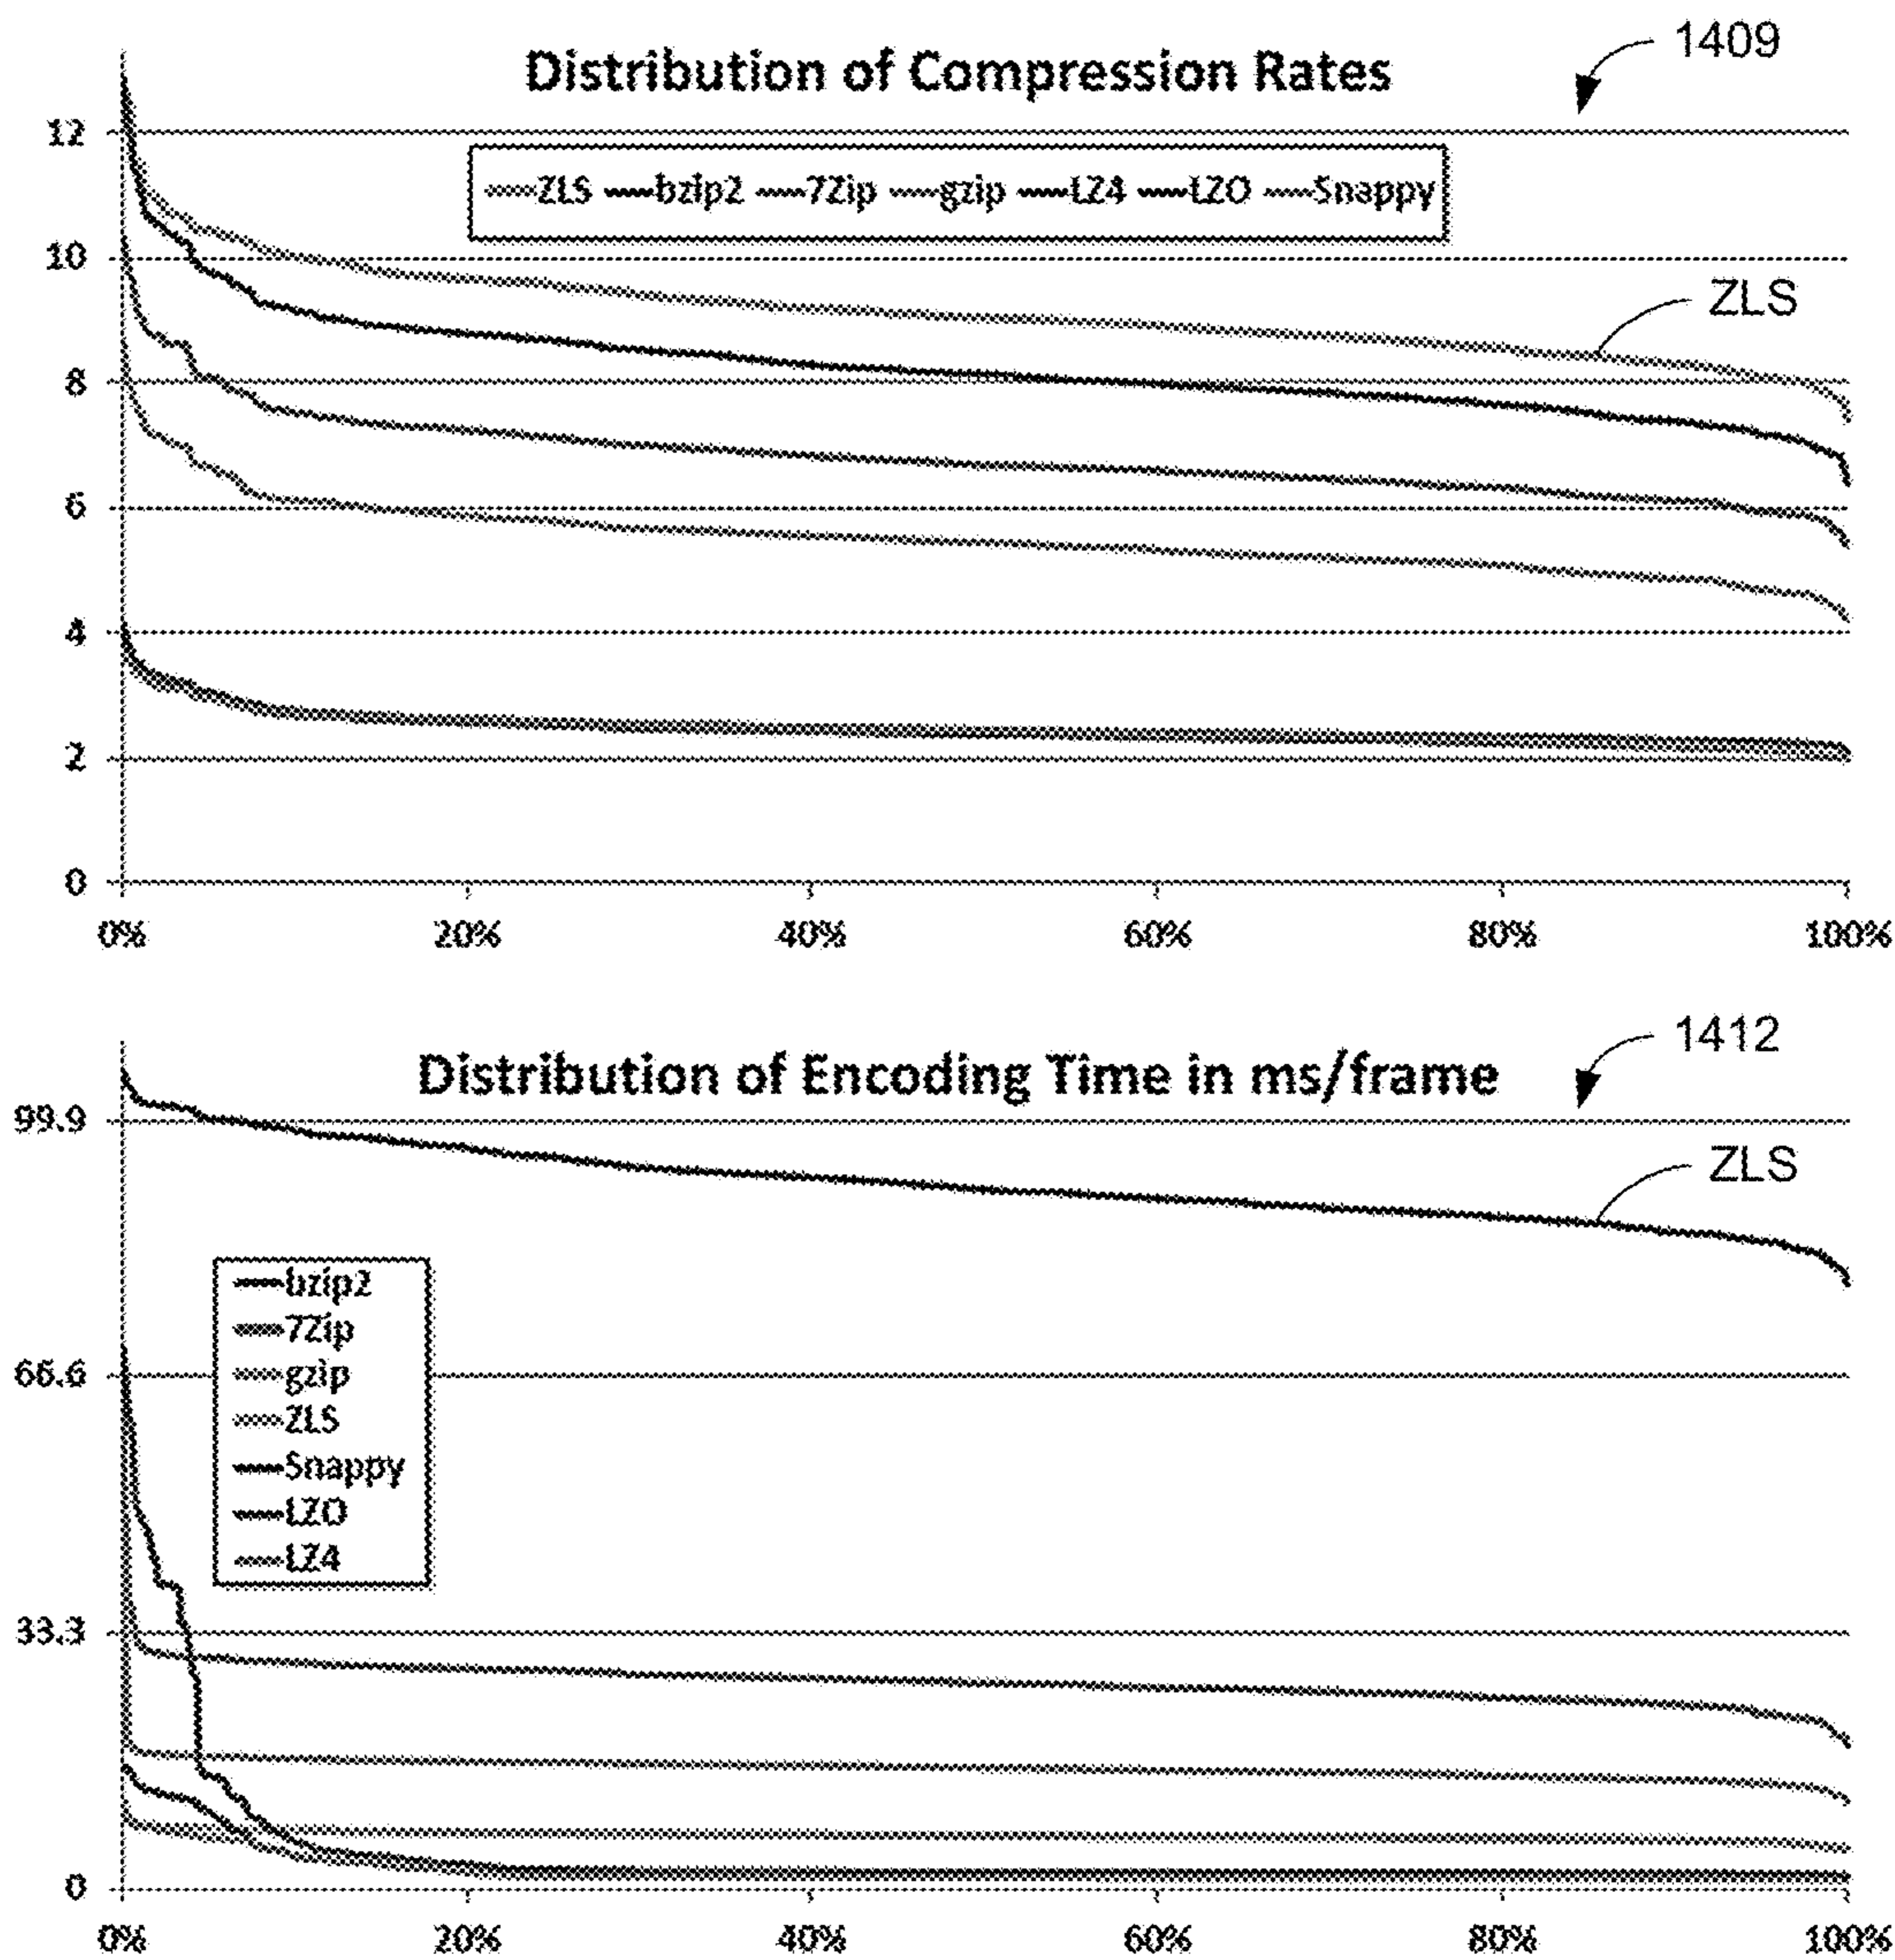 1409
Distribution of Compression Rates
12
ZLS bzip2 7Zip gzip LZ4 LZO Snappy
10
ZLS
8
6
4
2
0
0% 20% 40% 60% 80% 100%
1412
Distribution of Encoding Time in ms/frame
99.9
ZLS
bzip2
7Zip
66.6
gzip
ZLS
Snappy
LZO
LZ4
33.3
0
0% 20% 40% 60% 80% 100%